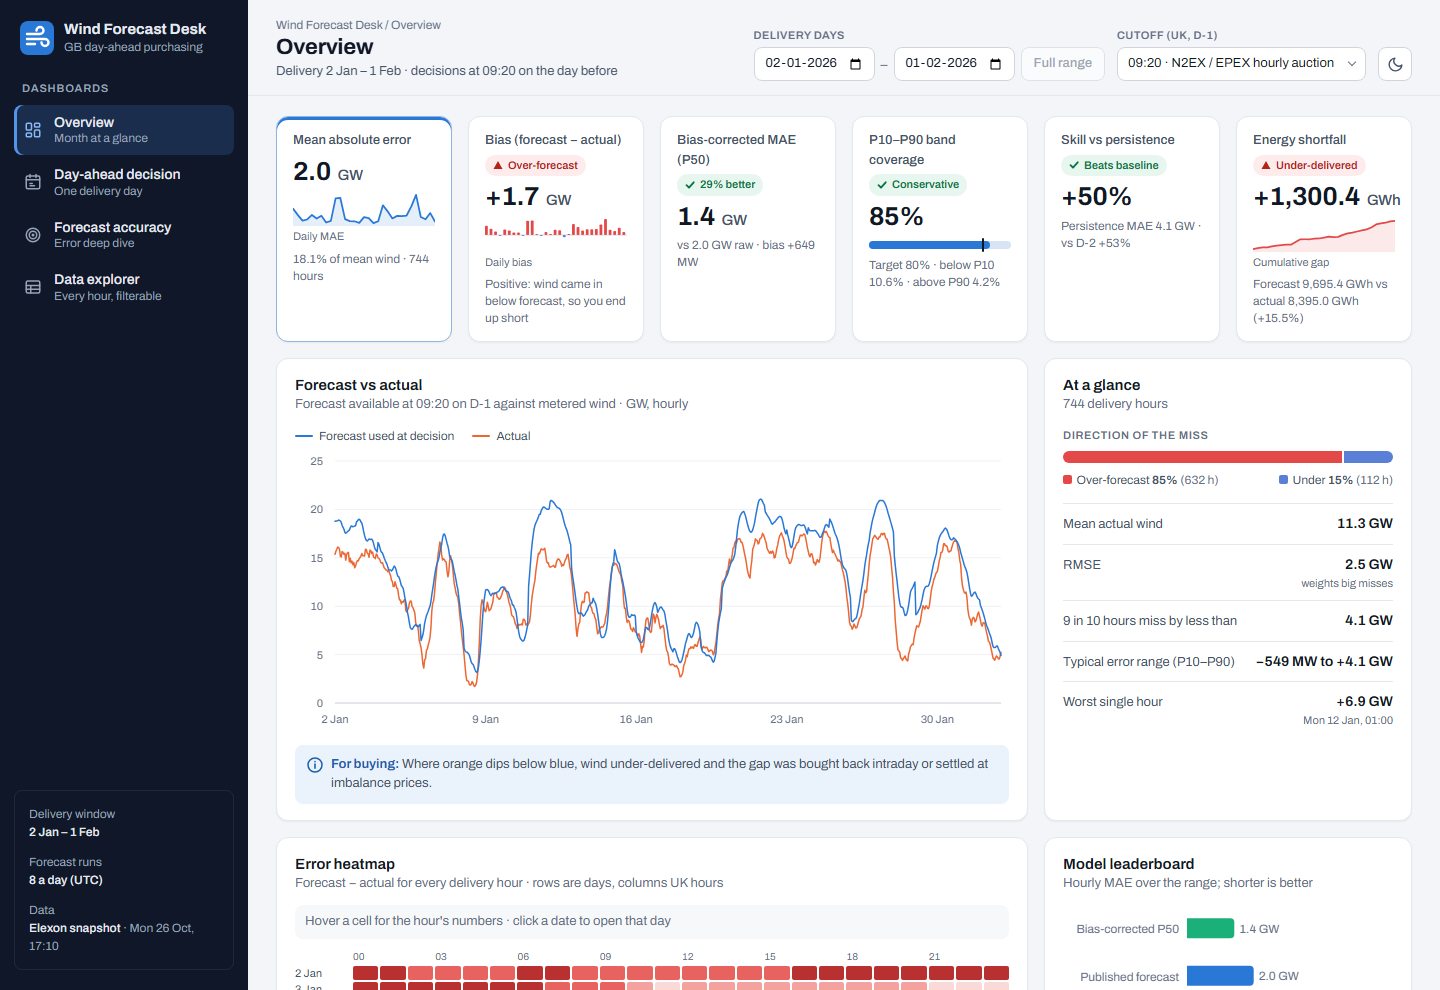 Wind Forecast Desk
GB day-ahead purchasing
DASHBOARDS
Overview
Month at a glance
Day-ahead decision
One delivery day
Forecast accuracy
Error deep dive
Data explorer
Every hour, filterable
Delivery window
2 Jan – 1 Feb
Forecast runs
8 a day (UTC)
Data
Elexon snapshot · Mon 26 Oct,
17:10
Wind Forecast Desk / Overview
Overview
Delivery 2 Jan – 1 Feb · decisions at 09:20 on the day before
DELIVERY DAYS
02-01-2026 – 01-02-2026 Full range
CUTOFF (UK, D-1)
09:20 · N2EX / EPEX hourly auction
Mean absolute error
2.0 GW
Daily MAE
18.1% of mean wind · 744
hours
Bias (forecast – actual)
Over-forecast
+1.7 GW
Daily bias
Positive: wind came in
below forecast, so you end
up short
Bias-corrected MAE
(P50)
29% better
1.4 GW
vs 2.0 GW raw · bias +649
MW
P10–P90 band
coverage
Conservative
85%
Target 80% · below P10
10.6% · above P90 4.2%
Skill vs persistence
Beats baseline
+50%
Persistence MAE 4.1 GW ·
vs D-2 +53%
Energy shortfall
Under-delivered
+1,300.4 GWh
Cumulative gap
Forecast 9,695.4 GWh vs
actual 8,395.0 GWh
(+15.5%)
Forecast vs actual
Forecast available at 09:20 on D-1 against metered wind · GW, hourly
Forecast used at decision Actual
25
20
15
10
5
0
2 Jan 9 Jan 16 Jan 23 Jan 30 Jan
For buying: Where orange dips below blue, wind under-delivered and the gap was bought back intraday or settled at
imbalance prices.
At a glance
744 delivery hours
DIRECTION OF THE MISS
Over-forecast 85% (632 h) Under 15% (112 h)
Mean actual wind 11.3 GW
RMSE 2.5 GW
weights big misses
9 in 10 hours miss by less than 4.1 GW
Typical error range (P10–P90) −549 MW to +4.1 GW
Worst single hour +6.9 GW
Mon 12 Jan, 01:00
Error heatmap
Forecast – actual for every delivery hour · rows are days, columns UK hours
Hover a cell for the hour's numbers · click a date to open that day
00 03 06 09 12 15 18 21
2 Jan
3 Jan
Model leaderboard
Hourly MAE over the range; shorter is better
Bias-corrected P50 1.4 GW
Published forecast 2.0 GW